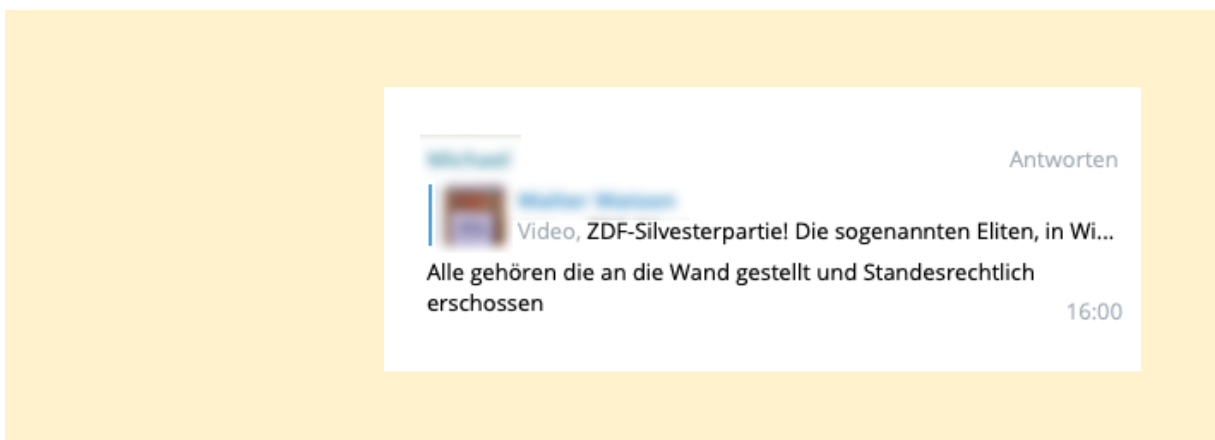 Antworten
Video, ZDF-Silvesterpartie! Die sogenannten Eliten, in Wi...
Alle gehören die an die Wand gestellt und Standesrechtlich
erschossen
16:00